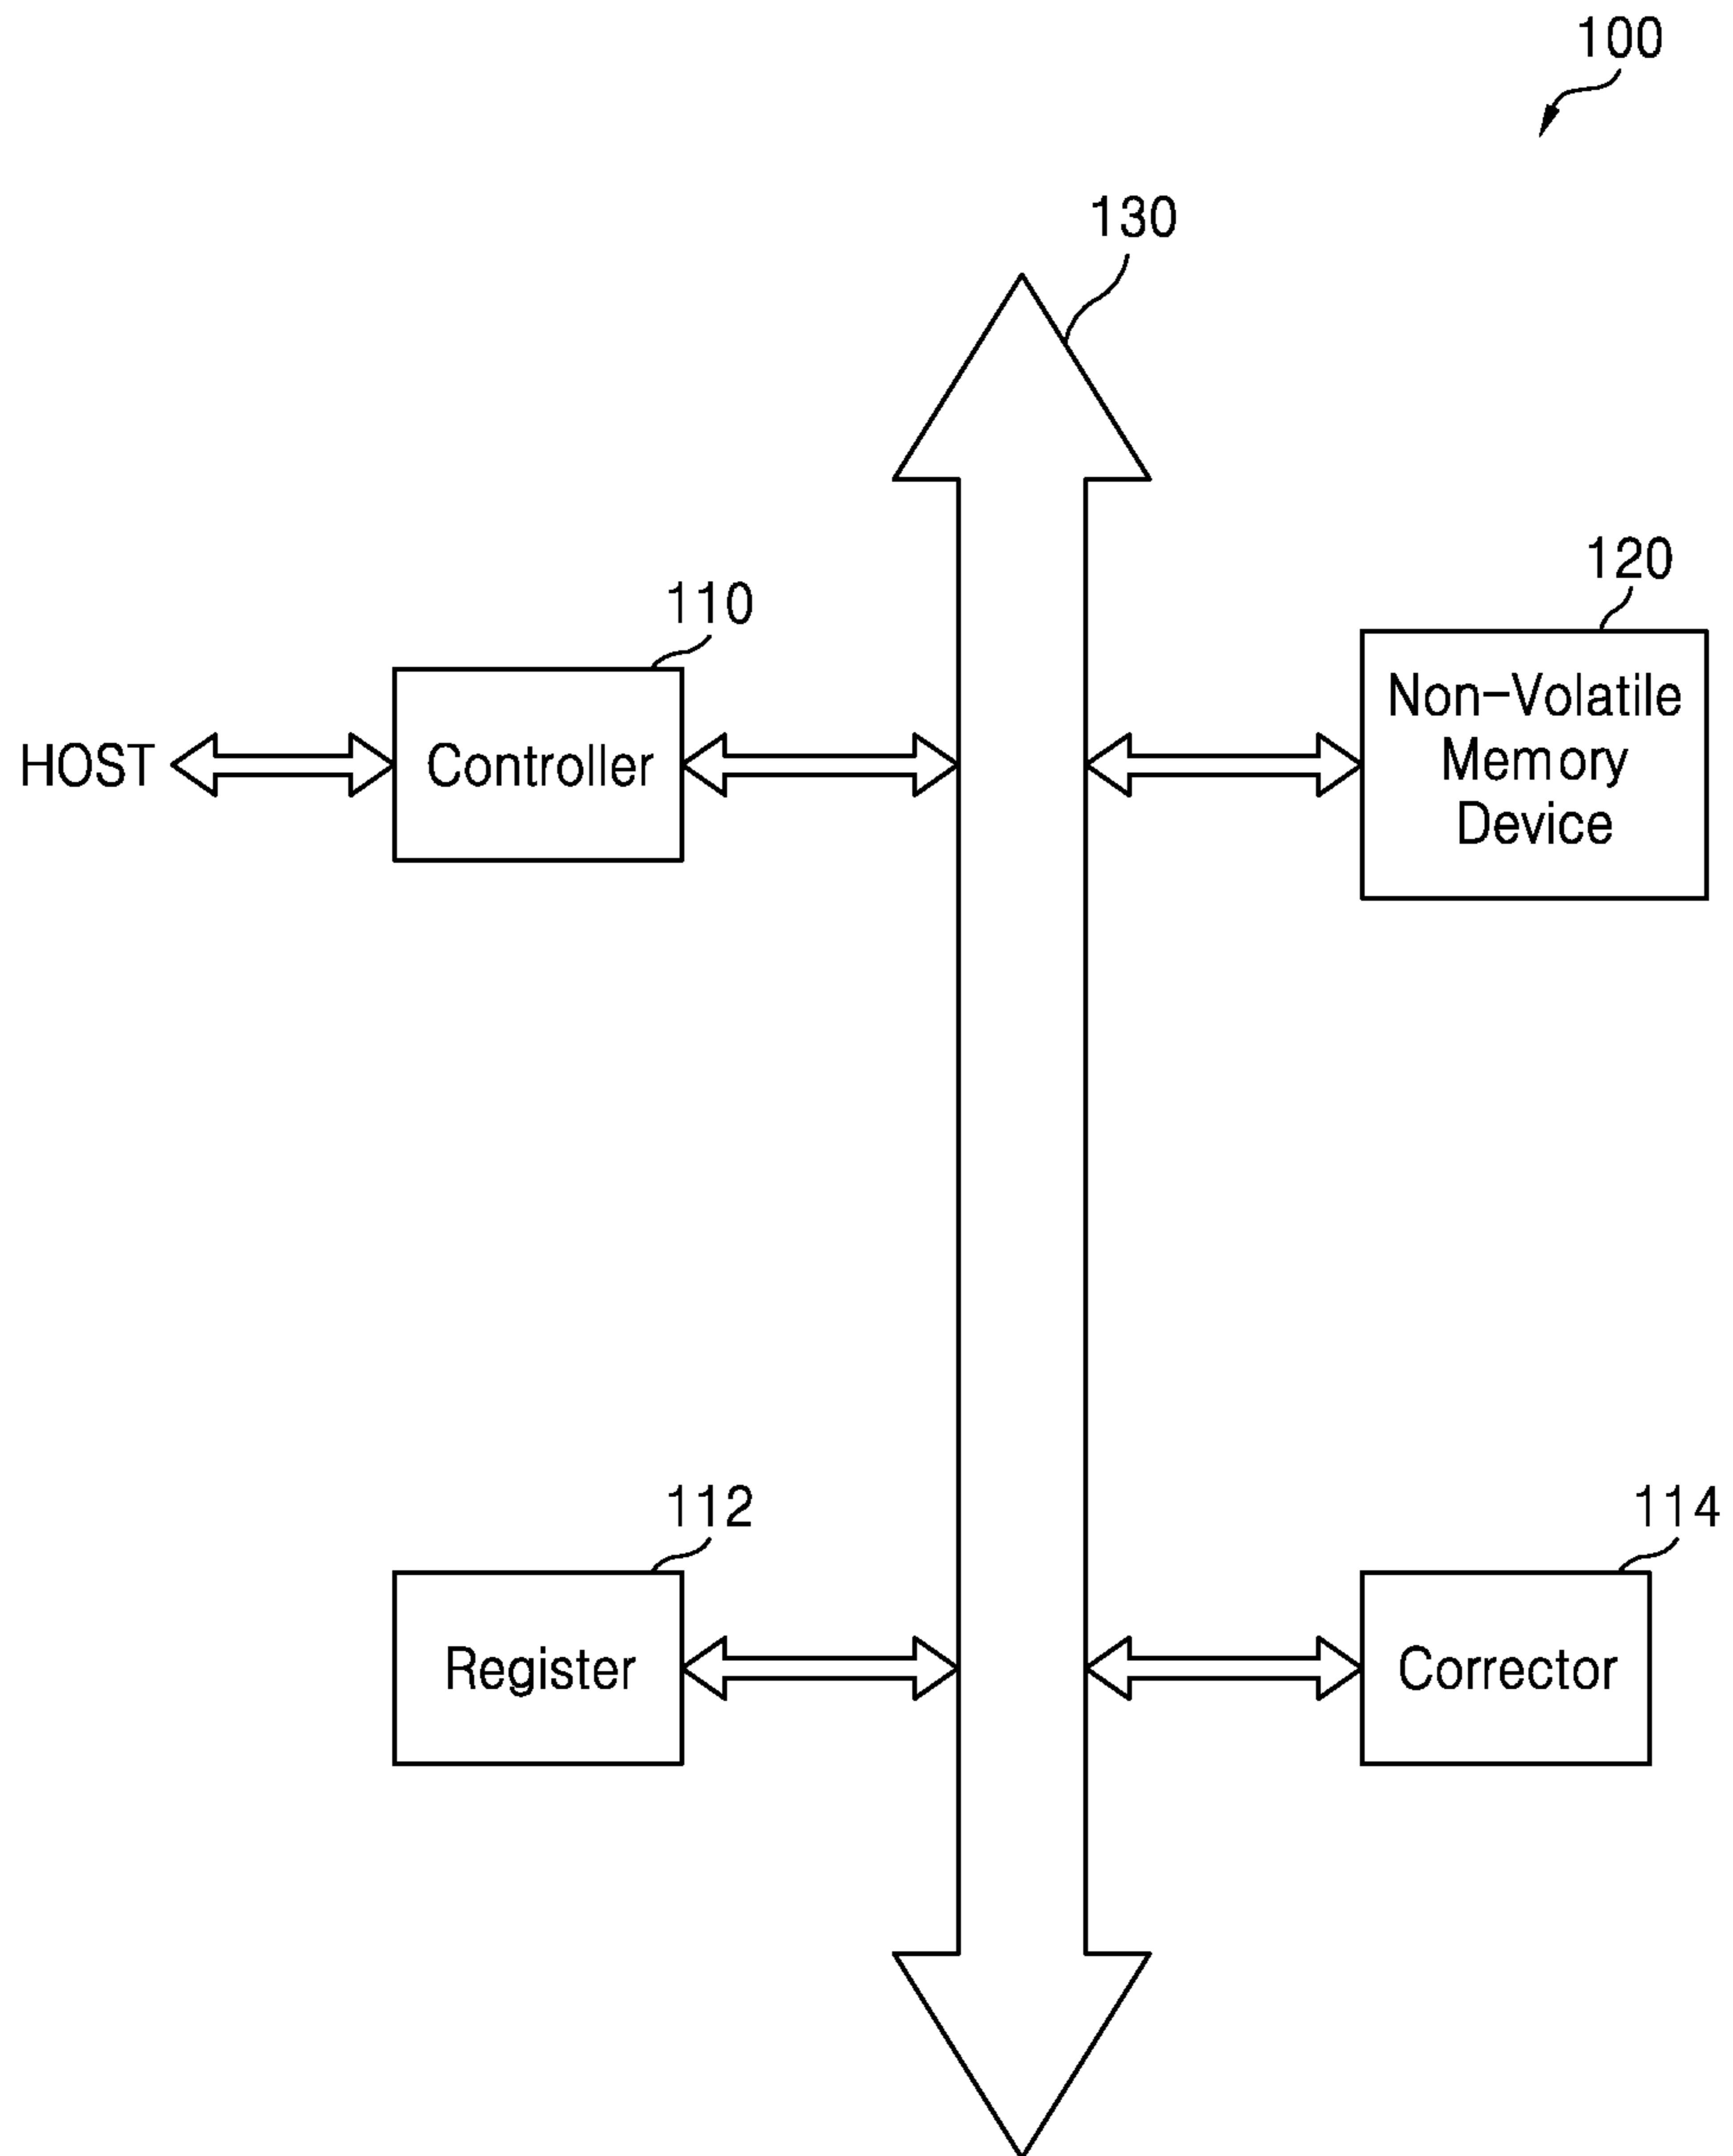 100
130
120
110
Non-Volatile
Memory
Device
HOST
Controller
112
114
Register
Corrector